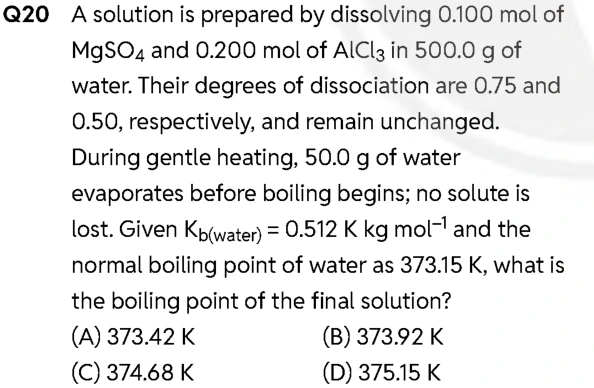 Q20 A solution is prepared by dissolving 0.100 mol of
MgSO₄ and 0.200 mol of AlCl₃ in 500.0 g of
water. Their degrees of dissociation are 0.75 and
0.50, respectively, and remain unchanged.
During gentle heating, 50.0 g of water
evaporates before boiling begins; no solute is
lost. Given K_b(water) = 0.512 K kg mol⁻¹ and the
normal boiling point of water as 373.15 K, what is
the boiling point of the final solution?
(A) 373.42 K (B) 373.92 K
(C) 374.68 K (D) 375.15 K